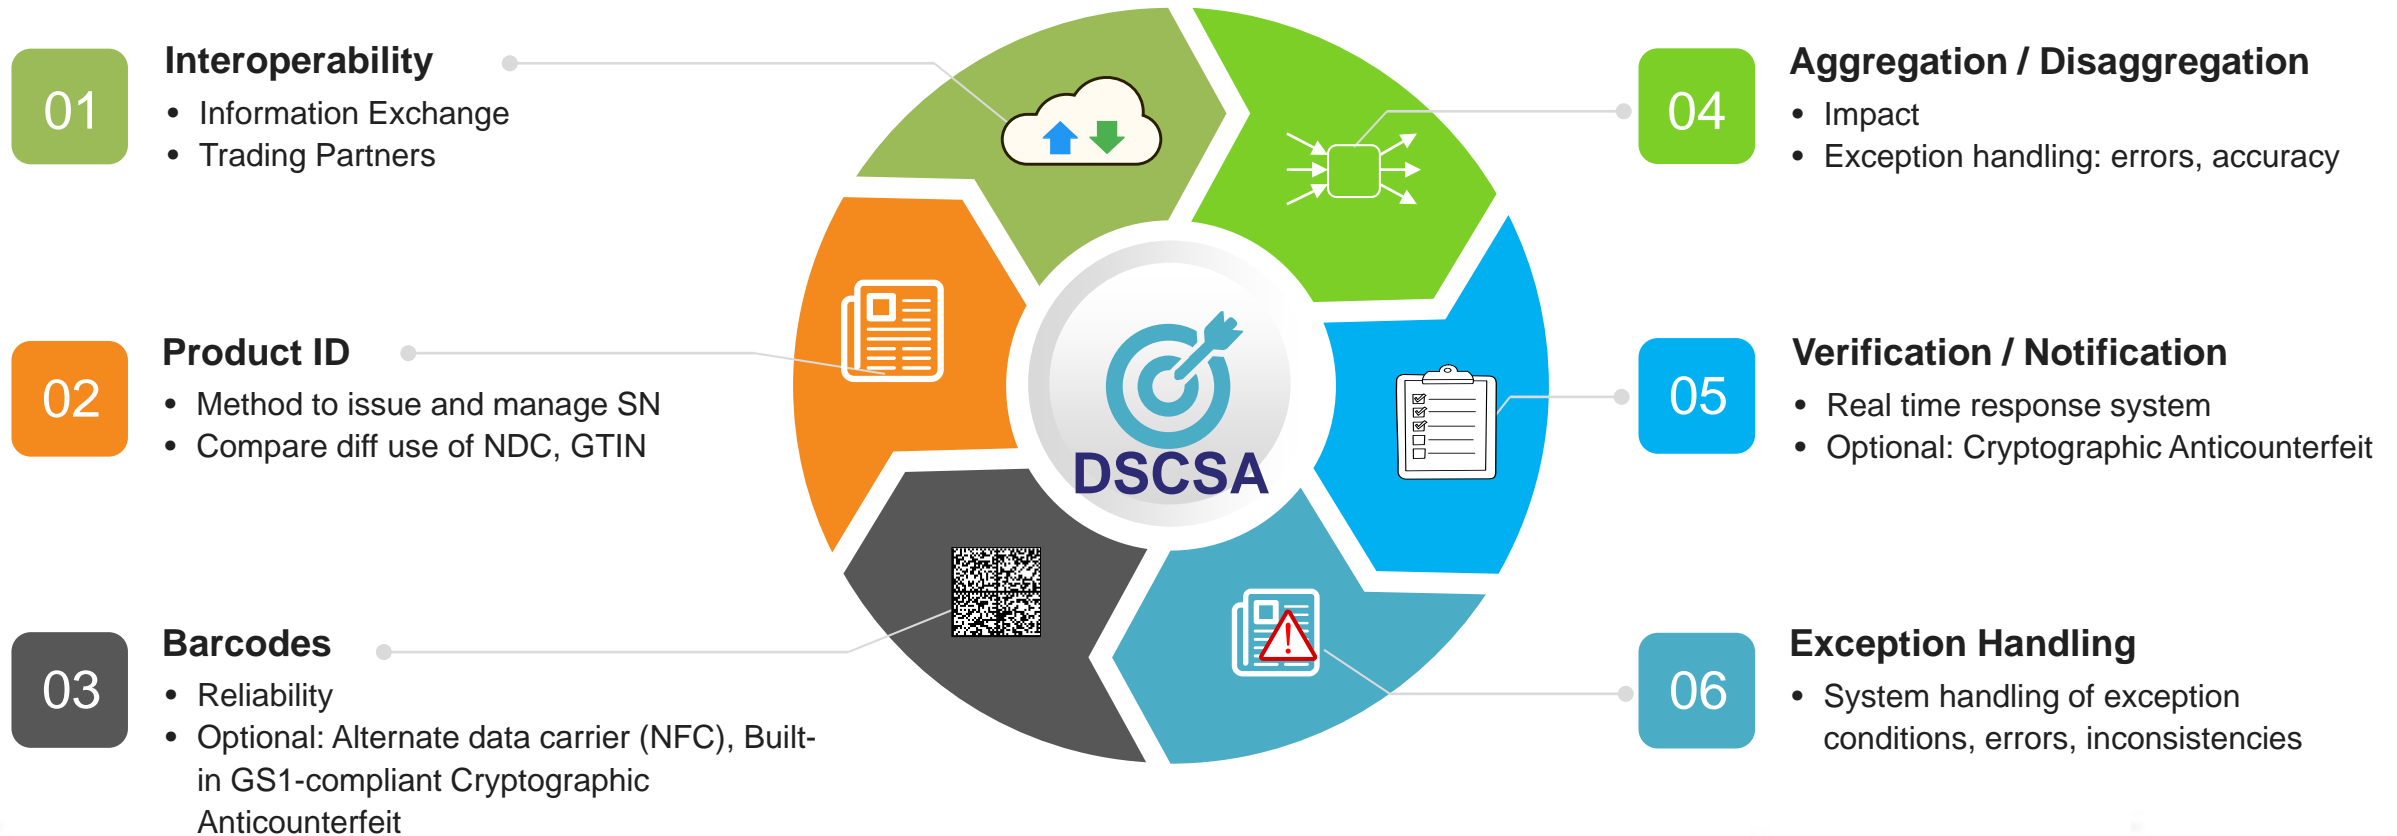 01
Interoperability
• Information Exchange
• Trading Partners
02
Product ID
• Method to issue and manage SN
• Compare diff use of NDC, GTIN
03
Barcodes
• Reliability
• Optional: Alternate data carrier (NFC), Built-
in GS1-compliant Cryptographic
Anticounterfeit
DSCSA
04
Aggregation / Disaggregation
• Impact
• Exception handling: errors, accuracy
05
Verification / Notification
• Real time response system
• Optional: Cryptographic Anticounterfeit
06
Exception Handling
• System handling of exception
conditions, errors, inconsistencies